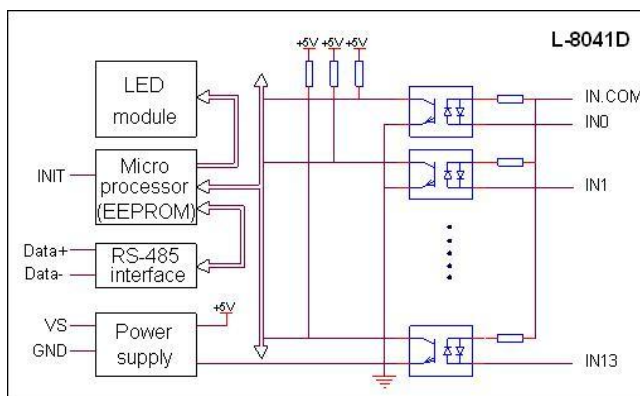 L-8041D
+5V +5V +5V
LED
module
IN.COM
IN0
INIT
Micro
processor
(EEPROM)
IN1
Data+
Data-
RS-485
interface
+5V
VS
GND
Power
supply
IN13